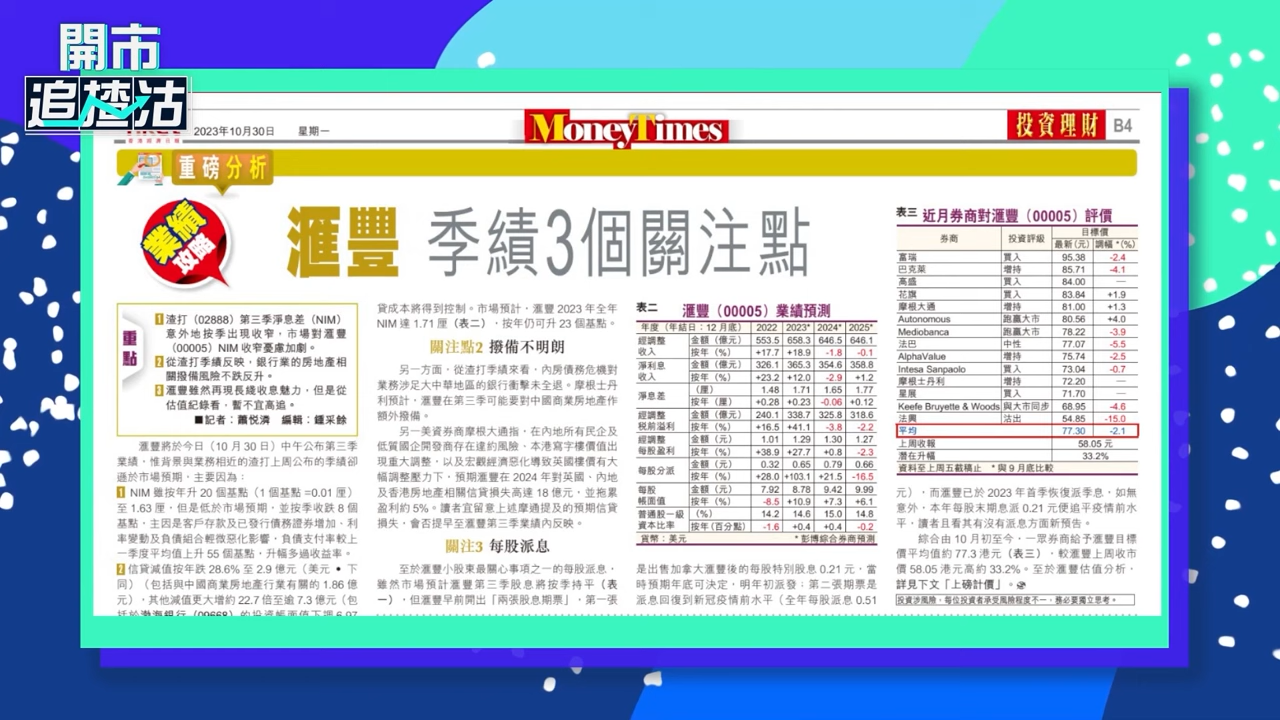 開市
追揸沽
2023年10月30日 星期一
MoneyTimes
投資理財 B4
重磅分析
業績攻略
滙豐 季績3個關注點
重點
1 渣打(02888)第三季淨息差(NIM)
意外地按季出現收窄,市場對滙豐
(00005)NIM收窄憂慮加劇。
2 從渣打季績反映,銀行業的房地產相
關撥備風險不跌反升。
3 滙豐雖然再現長綫收息魅力,但是從
估值紀錄看,暫不宜高追。
■記者:蕭悦濱 編輯:鍾采餘
滙豐將於今日(10月30日)中午公布第三季
業績,惟背景與業務相近的渣打上周公布的季績卻
遜於市場預期,主要因為:
1 NIM雖按年升20個基點(1個基點=0.01厘)
至1.63厘,但是低於市場預期,並按季收跌8個
基點,主因是客戶存款及已發行債務證券增加、利
率變動及負債組合輕微惡化影響,負債支付率較上
一季度平均值上升55個基點,升幅多過收益率。
2 信貸減值按年跌28.6%至2.9億元(美元•下
同)(包括與中國商業房地產行業有關的1.86億
元),其他減值更大增約22.7倍至逾7.3億元(包
括於渤海銀行(09668)的投資帳面值下調6.97
貸成本將得到控制。市場預計,滙豐2023年全年
NIM達1.71厘(表二),按年仍可升23個基點。
關注點2 撥備不明朗
另一方面,從渣打季績來看,內房債務危機對
業務涉足大中華地區的銀行衝擊未全退。摩根士丹
利預計,滙豐在第三季可能要對中國商業房地產作
額外撥備。
另一美資券商摩根大通指,在內地所有民企及
低質國企開發商存在違約風險,本港寫字樓價值出
現重大調整,以及宏觀經濟惡化導致英國樓價有大
幅調整壓力下,預期滙豐在2024年對英國、內地
及香港房地產相關信貸損失高達18億元,並拖累
盈利約5%。讀者宜留意上述摩通提及的預期信貸
損失,會否提早至滙豐第三季業績內反映。
關注3 每股派息
至於滙豐小股東最關心事項之一的每股派息,
雖然市場預計滙豐第三季股息將按季持平(表
一),但滙豐早前開出「兩張股息期票」,第一張
表二 滙豐(00005)業績預測
年度(年結日:12月底) 2022 2023* 2024* 2025*
經調整收入 金額(億元) 553.5 658.3 646.5 646.1
按年(%) +17.7 +18.9 -1.8 -0.1
淨利息收入 金額(億元) 326.1 365.3 354.6 358.8
按年(%) +23.2 +12.0 -2.9 +1.2
淨息差 (厘) 1.48 1.71 1.65 1.77
按年(厘) +0.28 +0.23 -0.06 +0.12
經調整稅前溢利 金額(億元) 240.1 338.7 325.8 318.6
按年(%) +16.5 +41.1 -3.8 -2.2
經調整每股盈利 金額(元) 1.01 1.29 1.30 1.27
按年(%) +38.9 +27.7 +0.8 -2.3
每股分派 金額(元) 0.32 0.65 0.79 0.66
按年(%) +28.0 +103.1 +21.5 -16.5
每股帳面值 金額(元) 7.92 8.78 9.42 9.99
按年(%) -8.5 +10.9 +7.3 +6.1
普通股一級資本比率 (%) 14.2 14.6 15.0 14.8
按年(百分點) -1.6 +0.4 +0.4 -0.2
貨幣:美元 *彭博綜合券商預測
是出售加拿大滙豐後的每股特別股息0.21元,當
時預期年底可決定,明年初派發;第二張期票是
派息回復到新冠疫情前水平(全年每股派息0.51
表三 近月券商對滙豐(00005)評價
券商 投資評級 目標價
最新(元) 調幅*(%)
富瑞 買入 95.38 -2.4
巴克萊 增持 85.71 -4.1
高盛 買入 84.00 —
花旗 買入 83.84 +1.9
摩根大通 增持 81.00 +1.3
Autonomous 跑贏大市 80.56 +4.0
Mediobanca 跑贏大市 78.22 -3.9
法巴 中性 77.07 -5.5
AlphaValue 增持 75.74 -2.5
Intesa Sanpaolo 買入 73.04 -0.7
摩根士丹利 增持 72.20 —
星展 買入 71.70 —
Keefe Bruyette & Woods 與大市同步 68.95 -4.6
法興 沽出 54.85 -15.0
平均 77.30 -2.1
上周收報 58.05元
潛在升幅 33.2%
資料至上周五截稿止 *與9月底比較
元),而滙豐已於2023年首季恢復派季息,如無
意外,本年每股末期息派0.21元便追平疫情前水
平,讀者且看其有沒有派息方面新預告。
綜合由10月初至今,一眾券商給予滙豐目標
價平均值約77.3港元(表三),較滙豐上周收市
價58.05港元高約33.2%。至於滙豐估值分析,
詳見下文「上磅計價」。
投資涉風險,每位投資者承受風險程度不一,務必要獨立思考。